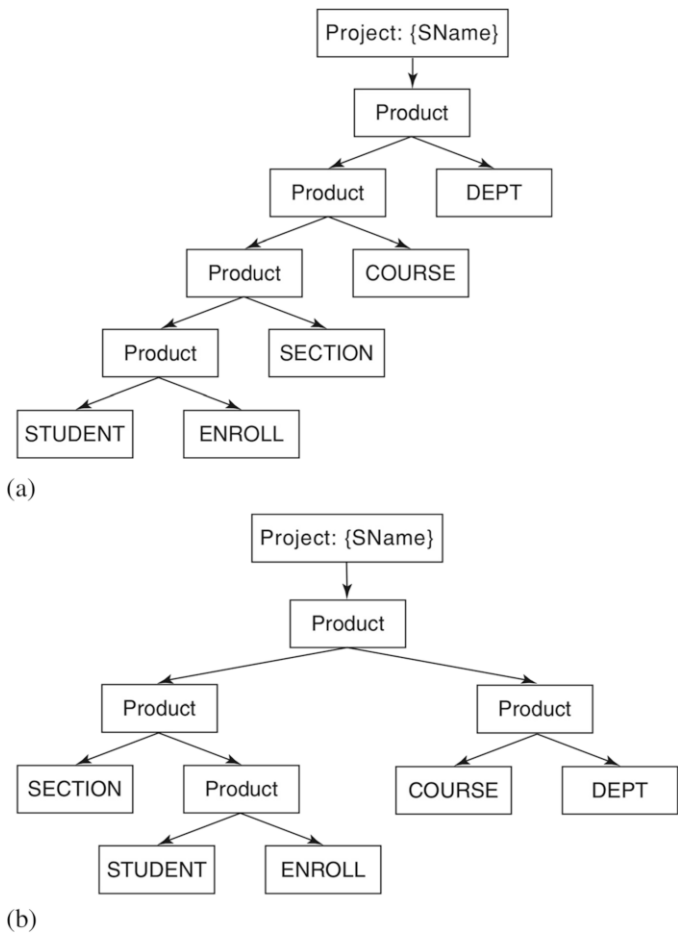 Project: {SName}
Product
Product
DEPT
Product
COURSE
Product
SECTION
STUDENT
ENROLL
(a)
Project: {SName}
Product
Product
Product
SECTION
Product
COURSE
DEPT
STUDENT
ENROLL
(b)